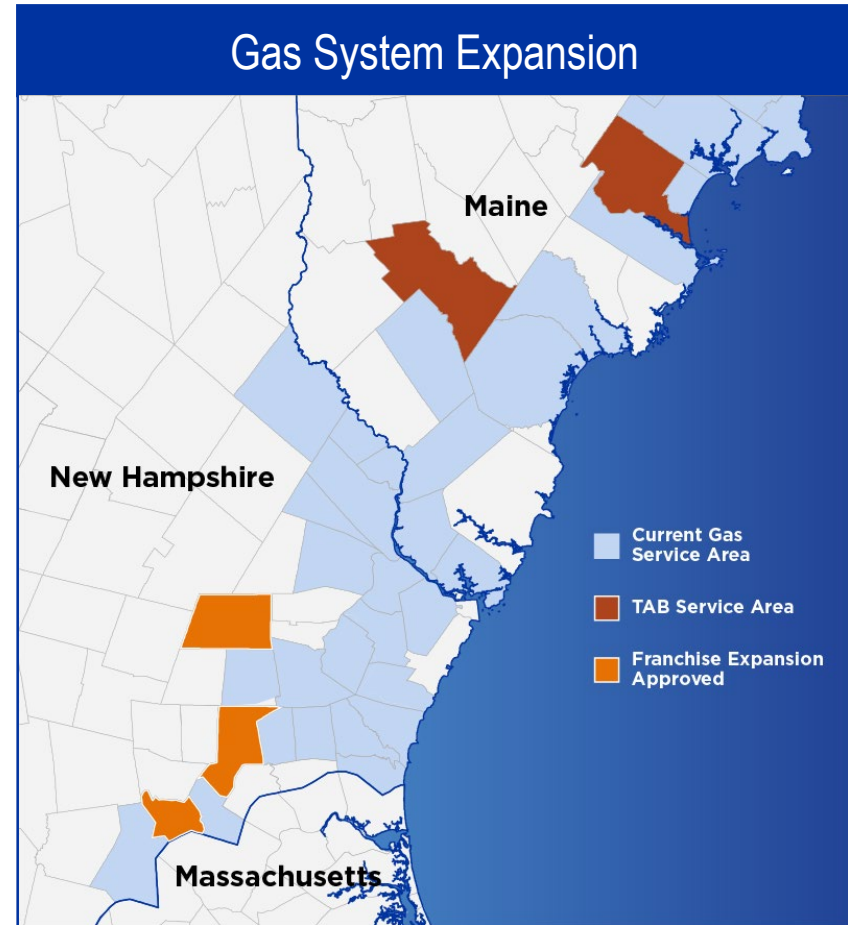 Gas System Expansion
Maine
New Hampshire
Current Gas
Service Area
TAB Service Area
Franchise Expansion
Approved
Massachusetts